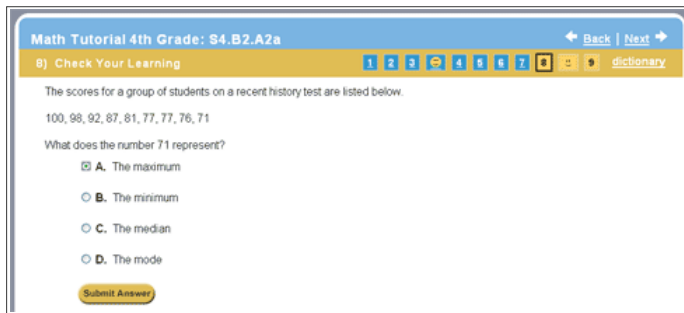 Math Tutorial 4th Grade: S4.B2.A2a
Back | Next
8) Check Your Learning
1 2 3 4 5 6 7 8 9 dictionary
The scores for a group of students on a recent history test are listed below.
100, 98, 92, 87, 81, 77, 77, 76, 71
What does the number 71 represent?
A. The maximum
B. The minimum
C. The median
D. The mode
Submit Answer